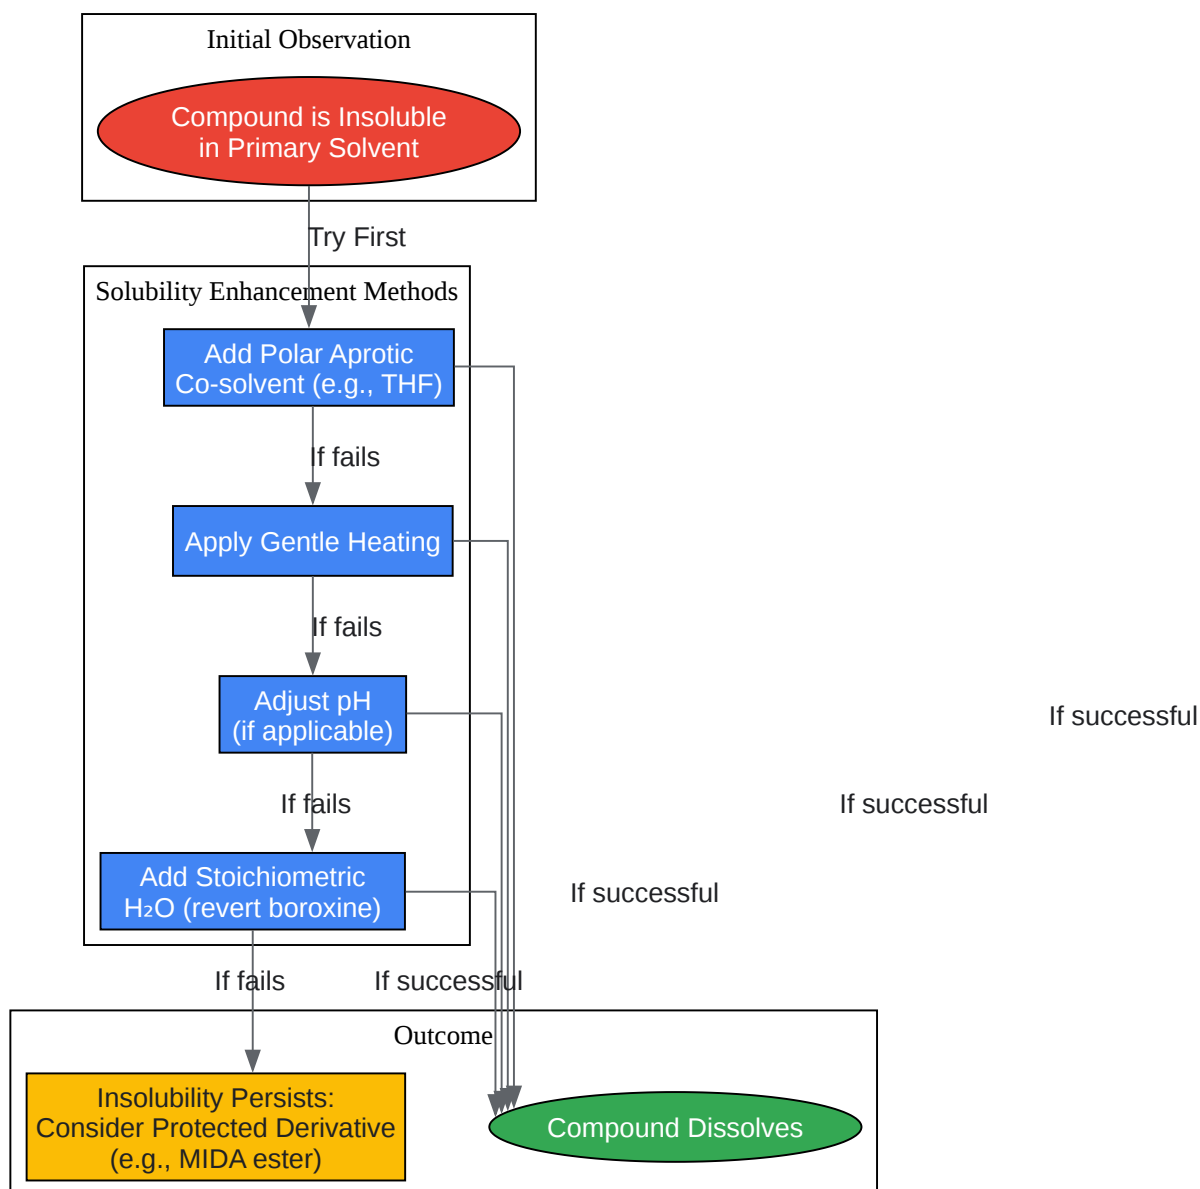 Initial Observation
Compound is Insoluble
in Primary Solvent
Try First
Solubility Enhancement Methods
Add Polar Aprotic
Co-solvent (e.g., THF)
If fails
Apply Gentle Heating
If fails
Adjust pH
(if applicable)
If successful
If fails
If successful
Add Stoichiometric
H₂O (revert boroxine)
If successful
If fails
If successful
Outcome
Insolubility Persists:
Consider Protected Derivative
(e.g., MIDA ester)
Compound Dissolves